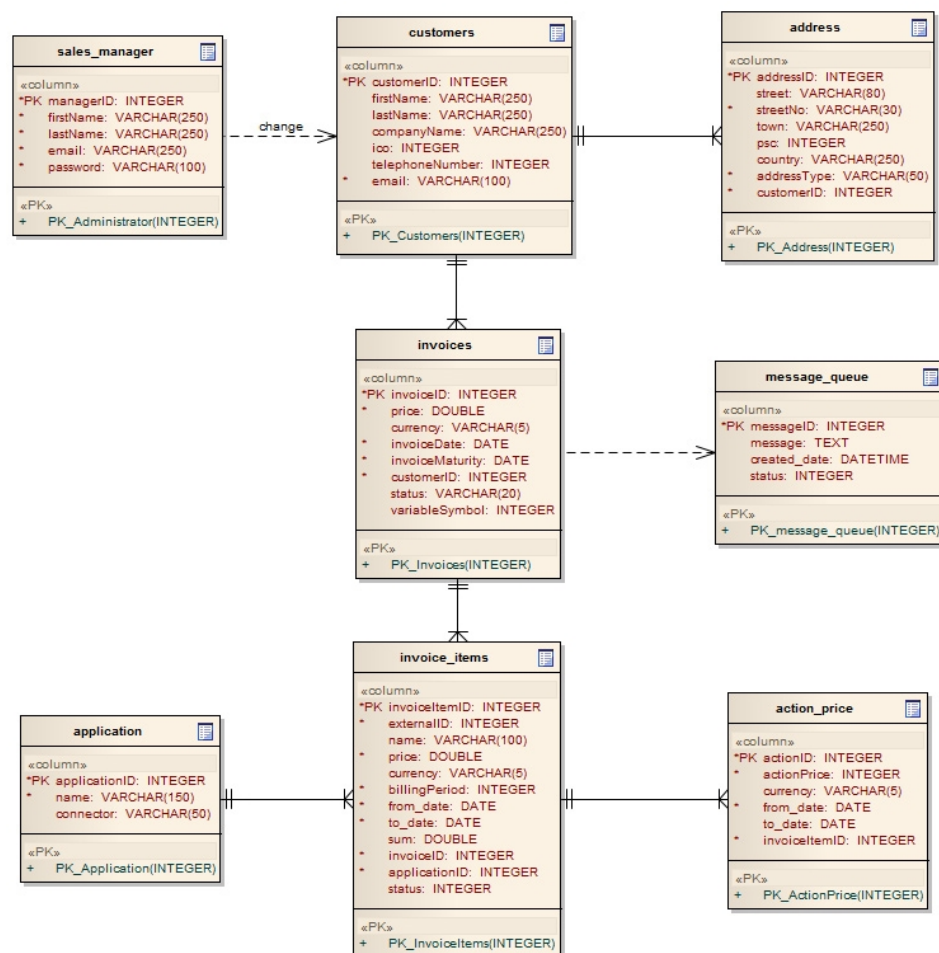 sales_manager
«column»
*PK managerID: INTEGER
* firstName: VARCHAR(250)
* lastName: VARCHAR(250)
* email: VARCHAR(250)
* password: VARCHAR(100)
«PK»
+ PK_Administrator(INTEGER)
change
customers
«column»
*PK customerID: INTEGER
firstName: VARCHAR(250)
lastName: VARCHAR(250)
companyName: VARCHAR(250)
ico: INTEGER
telephoneNumber: INTEGER
* email: VARCHAR(100)
«PK»
+ PK_Customers(INTEGER)
address
«column»
*PK addressID: INTEGER
street: VARCHAR(80)
* streetNo: VARCHAR(30)
* town: VARCHAR(250)
psc: INTEGER
country: VARCHAR(250)
* addressType: VARCHAR(50)
* customerID: INTEGER
«PK»
+ PK_Address(INTEGER)
invoices
«column»
*PK invoiceID: INTEGER
* price: DOUBLE
currency: VARCHAR(5)
* invoiceDate: DATE
* invoiceMaturity: DATE
* customerID: INTEGER
status: VARCHAR(20)
variableSymbol: INTEGER
«PK»
+ PK_Invoices(INTEGER)
message_queue
«column»
*PK messageID: INTEGER
message: TEXT
created_date: DATETIME
status: INTEGER
«PK»
+ PK_message_queue(INTEGER)
application
«column»
*PK applicationID: INTEGER
* name: VARCHAR(150)
connector: VARCHAR(50)
«PK»
+ PK_Application(INTEGER)
invoice_items
«column»
*PK invoiceItemID: INTEGER
* externalID: INTEGER
name: VARCHAR(100)
* price: DOUBLE
currency: VARCHAR(5)
* billingPeriod: INTEGER
* from_date: DATE
* to_date: DATE
sum: DOUBLE
* invoiceID: INTEGER
* applicationID: INTEGER
status: INTEGER
«PK»
+ PK_InvoiceItems(INTEGER)
action_price
«column»
*PK actionID: INTEGER
* actionPrice: INTEGER
currency: VARCHAR(5)
* from_date: DATE
to_date: DATE
* invoiceItemID: INTEGER
«PK»
+ PK_ActionPrice(INTEGER)